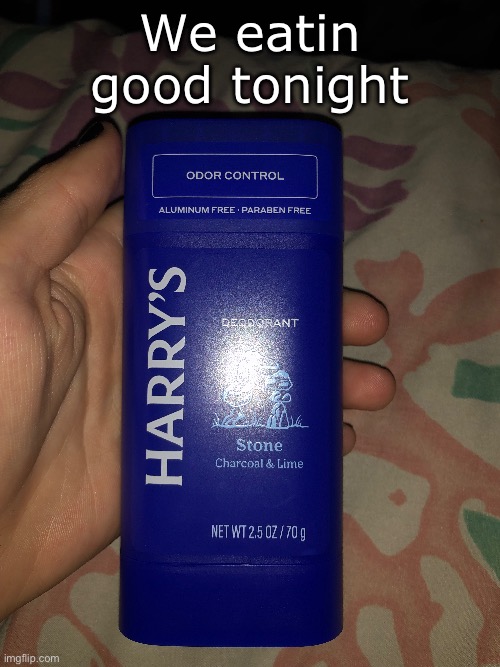 We eatin
good tonight
ODOR CONTROL
ALUMINUM FREE · PARABEN FREE
HARRY'S
DEODORANT
Stone
Charcoal & Lime
NET WT 2.5 OZ / 70 g
imgflip.com